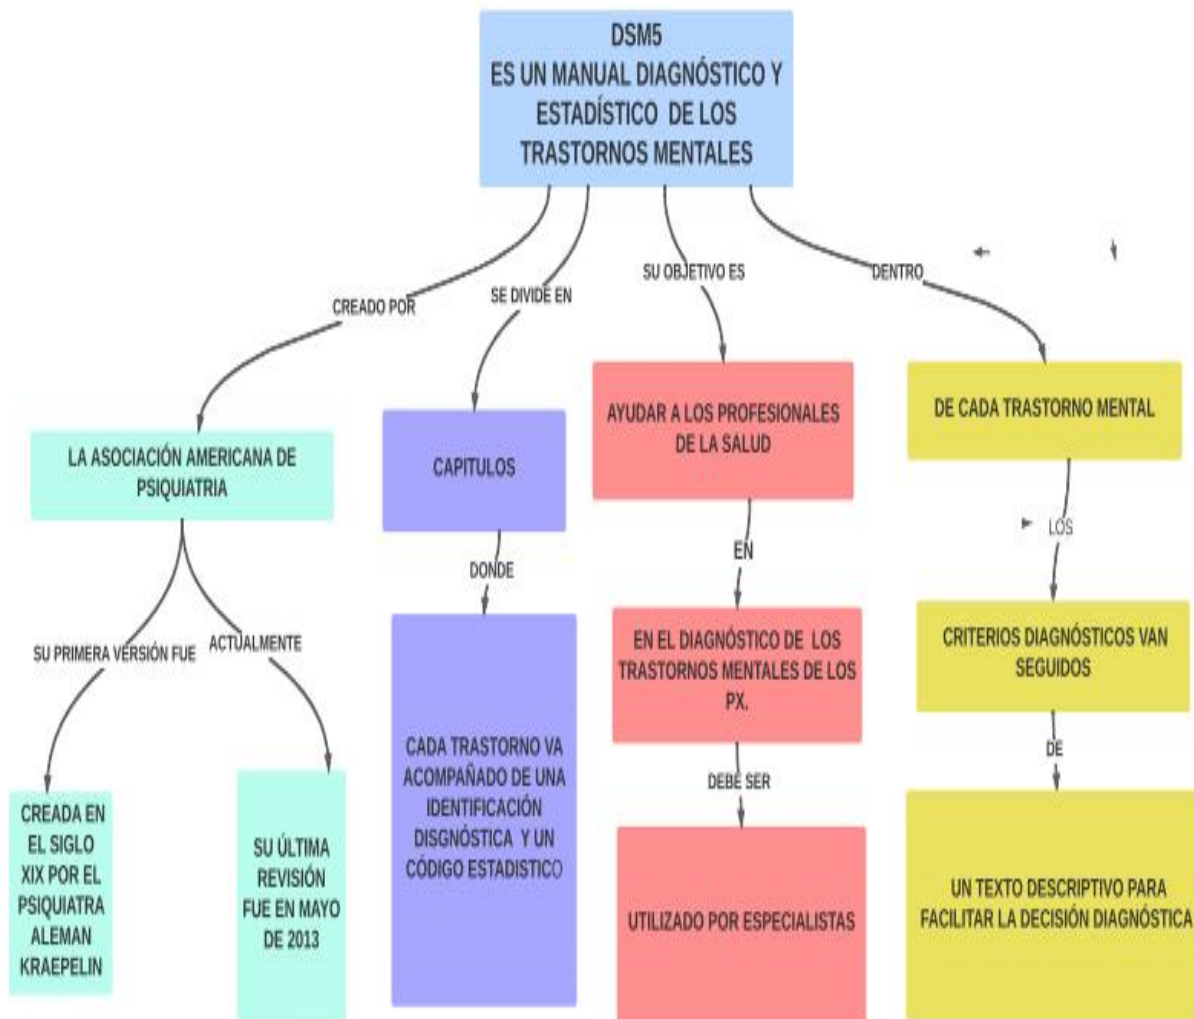 DSM5
ES UN MANUAL DIAGNÓSTICO Y
ESTADÍSTICO DE LOS
TRASTORNOS MENTALES
CREADO POR
SE DIVIDE EN
SU OBJETIVO ES
DENTRO
LA ASOCIACIÓN AMERICANA DE
PSIQUIATRIA
CAPITULOS
AYUDAR A LOS PROFESIONALES
DE LA SALUD
DE CADA TRASTORNO MENTAL
SU PRIMERA VERSIÓN FUE
ACTUALMENTE
DONDE
EN
LOS
CREADA EN
EL SIGLO
XIX POR EL
PSIQUIATRA
ALEMAN
KRAEPELIN
SU ÚLTIMA
REVISIÓN
FUE EN MAYO
DE 2013
CADA TRASTORNO VA
ACOMPAÑADO DE UNA
IDENTIFICACIÓN
DISGNÓSTICA Y UN
CÓDIGO ESTADISTICO
EN EL DIAGNÓSTICO DE LOS
TRASTORNOS MENTALES DE LOS
PX.
DEBE SER
UTILIZADO POR ESPECIALISTAS
CRITERIOS DIAGNÓSTICOS VAN
SEGUIDOS
DE
UN TEXTO DESCRIPTIVO PARA
FACILITAR LA DECISIÓN DIAGNÓSTICA